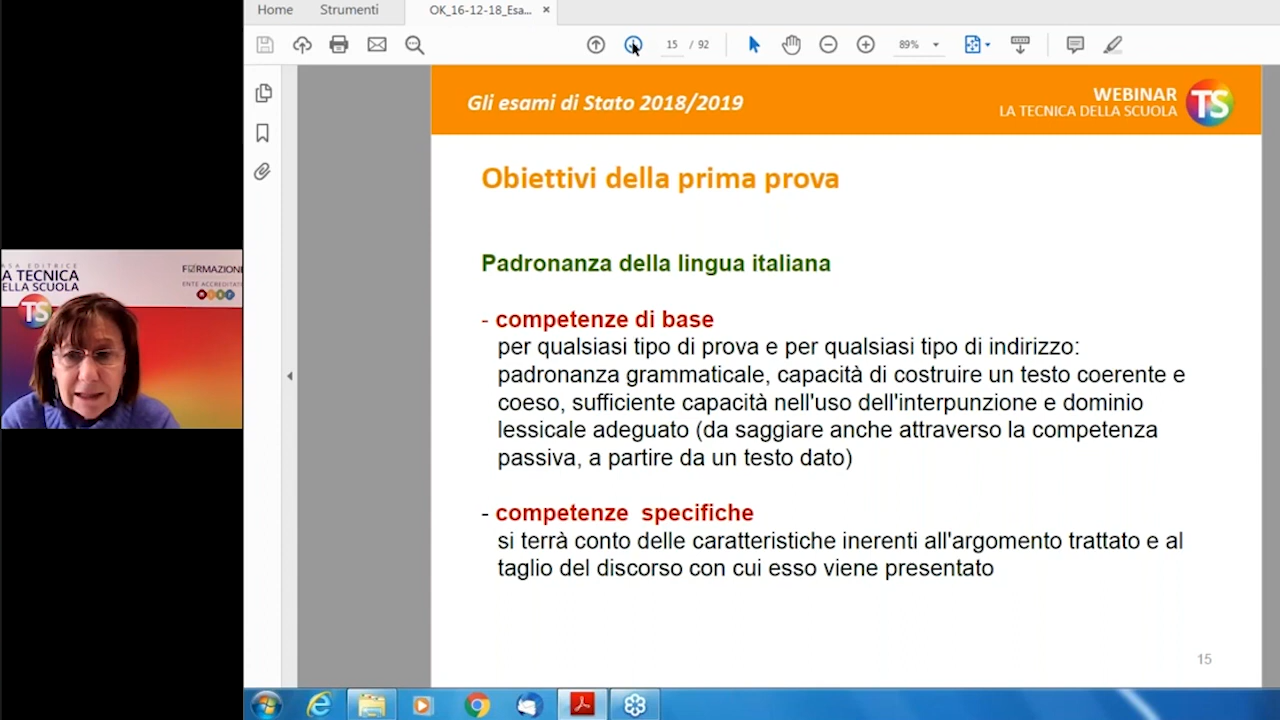 Home
Strumenti
OK_16-12-18_Esa...
15 / 92
89%
Gli esami di Stato 2018/2019
WEBINAR
LA TECNICA DELLA SCUOLA
TS
Obiettivi della prima prova
Padronanza della lingua italiana
- competenze di base
per qualsiasi tipo di prova e per qualsiasi tipo di indirizzo:
padronanza grammaticale, capacità di costruire un testo coerente e
coeso, sufficiente capacità nell'uso dell'interpunzione e dominio
lessicale adeguato (da saggiare anche attraverso la competenza
passiva, a partire da un testo dato)
- competenze specifiche
si terrà conto delle caratteristiche inerenti all'argomento trattato e al
taglio del discorso con cui esso viene presentato
15
ASA EDITRICE
A TECNICA
ELLA SCUOLA
TS
FORMAZIONE
ENTE ACCREDITAT